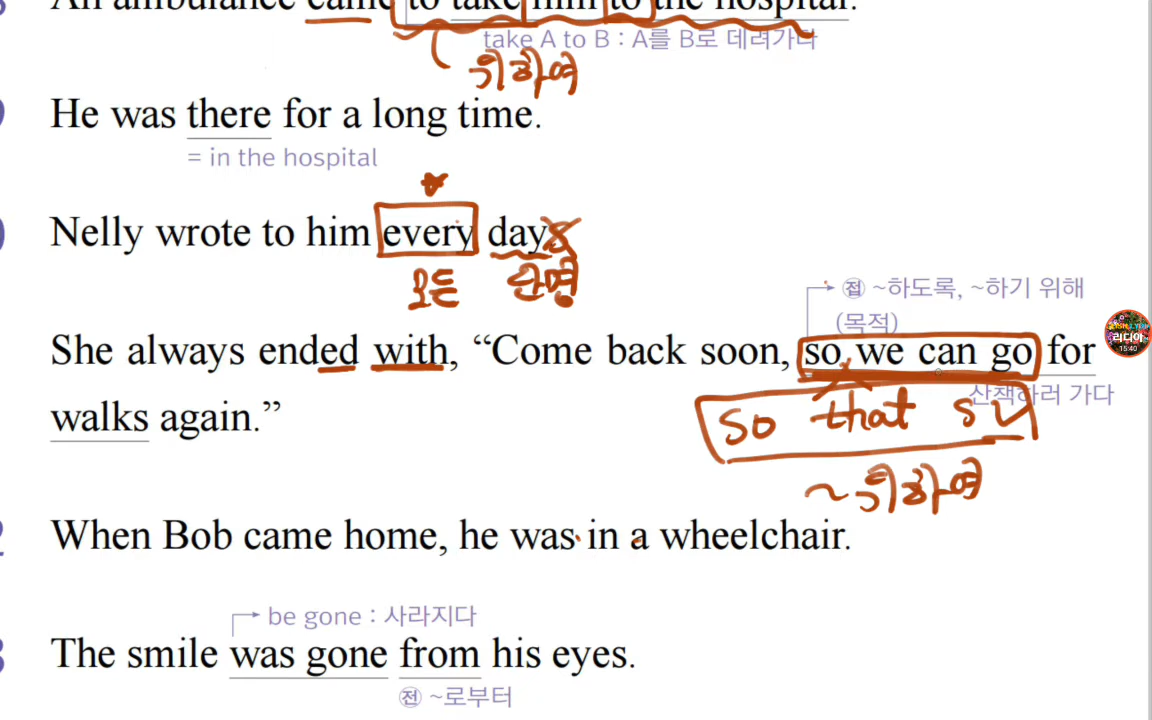 An ambulance came to take him to the hospital.
take A to B : A를 B로 데려가다
위하여
He was there for a long time.
= in the hospital
Nelly wrote to him every day.
모든 단명
접 ~하도록, ~하기 위해
(목적)
She always ended with, “Come back soon, so we can go for
산책하러 가다
walks again.”
so that s v
~위하여
When Bob came home, he was in a wheelchair.
be gone : 사라지다
The smile was gone from his eyes.
전 ~로부터
리디아
15:40